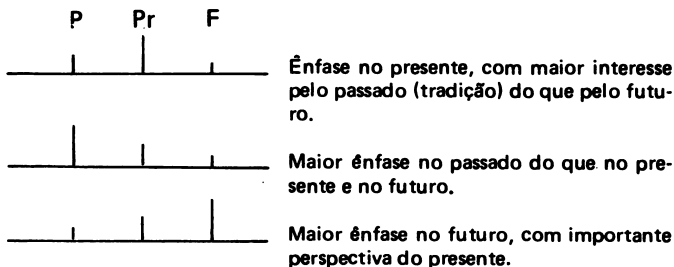 P Pr F
Ênfase no presente, com maior interesse
pelo passado (tradição) do que pelo futu-
ro.
Maior ênfase no passado do que no pre-
sente e no futuro.
Maior ênfase no futuro, com importante
perspectiva do presente.